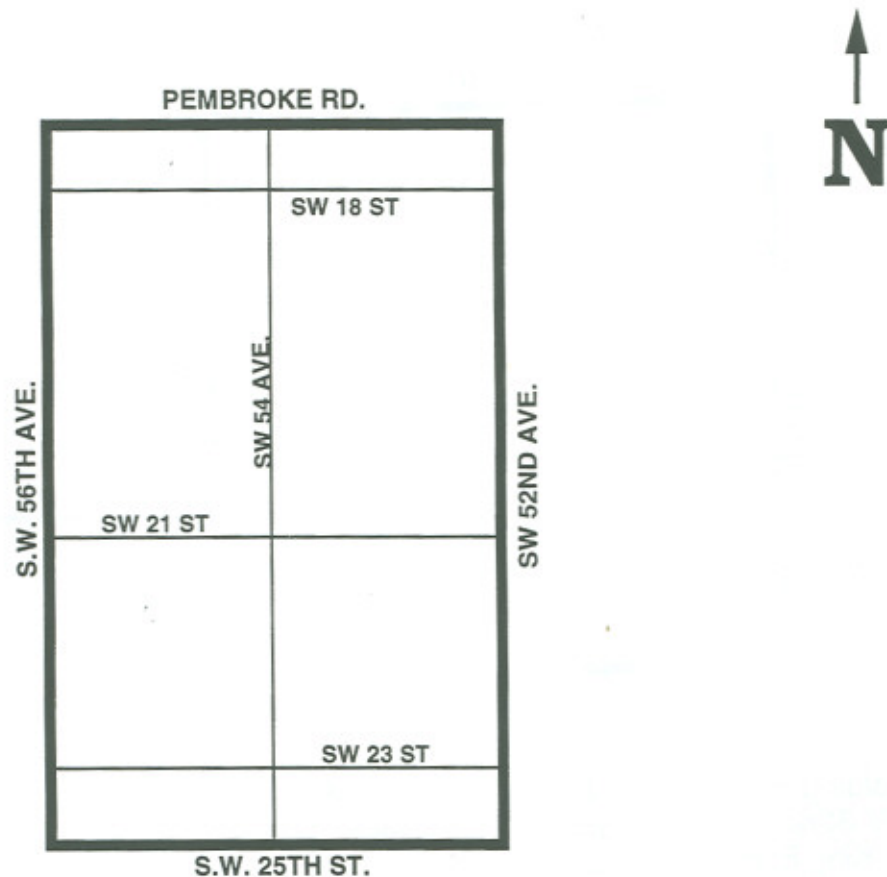 N
PEMBROKE RD.
SW 18 ST
SW 54 AVE.
S.W. 56TH AVE.
SW 52ND AVE.
SW 21 ST
SW 23 ST
S.W. 25TH ST.